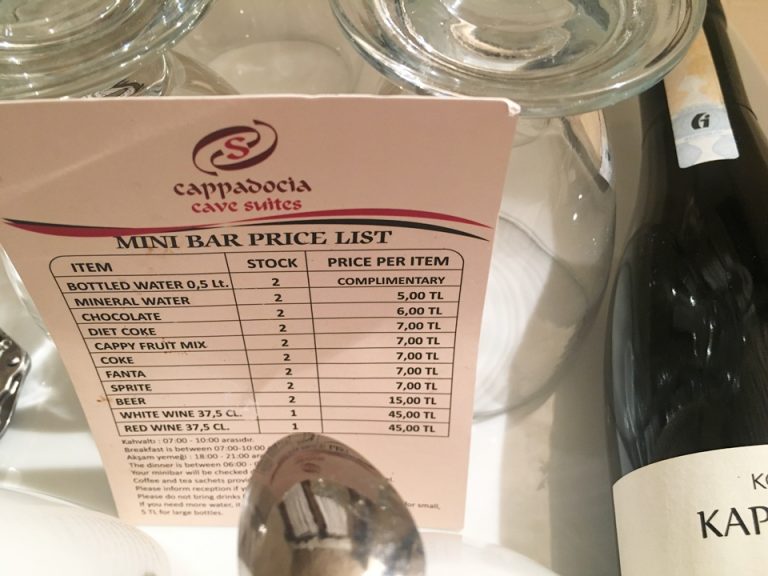 S
cappadocia
cave suites
MINI BAR PRICE LIST
ITEM STOCK PRICE PER ITEM
BOTTLED WATER 0,5 Lt. 2 COMPLIMENTARY
MINERAL WATER 2 5,00 TL
CHOCOLATE 2 6,00 TL
DIET COKE 2 7,00 TL
CAPPY FRUIT MIX 2 7,00 TL
COKE 2 7,00 TL
FANTA 2 7,00 TL
SPRITE 2 7,00 TL
BEER 2 15,00 TL
WHITE WINE 37,5 CL. 1 45,00 TL
RED WINE 37,5 CL. 1 45,00 TL
Kahvaltı : 07:00 - 10:00 arasıdır.
Breakfast is between 07:00-10:00
Akşam yemeği : 18:00 - 21:00
The dinner is between 06:00 -
Your minibar will be checked
Coffee and tea sachets
Please inform reception if
Please do not bring drinks
If you need more water, it for small,
5 TL for large bottles.
KAP